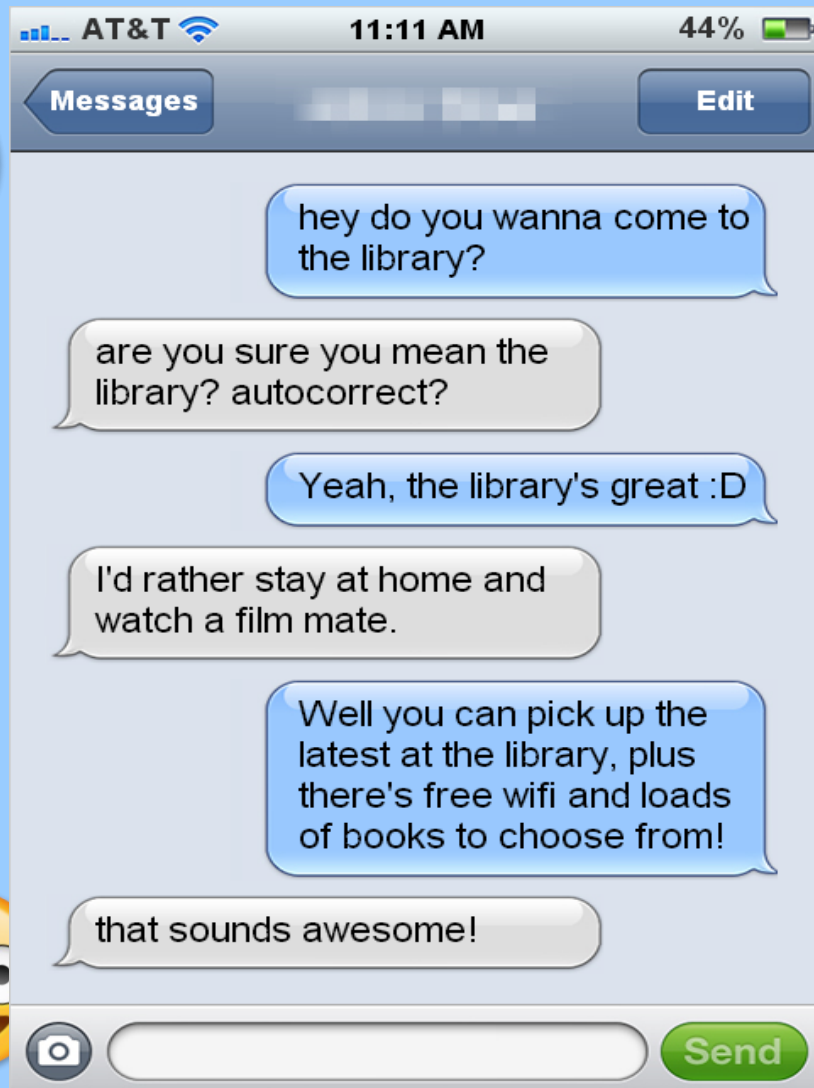 AT&T 11:11 AM 44%
Messages Edit
hey do you wanna come to
the library?
are you sure you mean the
library? autocorrect?
Yeah, the library's great :D
I'd rather stay at home and
watch a film mate.
Well you can pick up the
latest at the library, plus
there's free wifi and loads
of books to choose from!
that sounds awesome!
Send